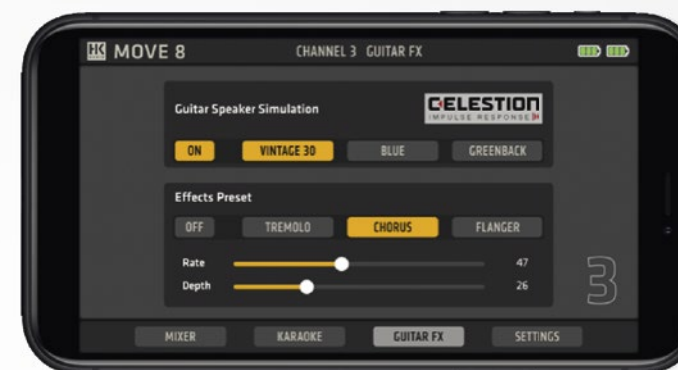 HK MOVE 8 CHANNEL 3 GUITAR FX
Guitar Speaker Simulation CELESTION
IMPULSE RESPONSE
ON VINTAGE 30 BLUE GREENBACK
Effects Preset
OFF TREMOLO CHORUS FLANGER
Rate 47
Depth 26
3
MIXER KARAOKE GUITAR FX SETTINGS